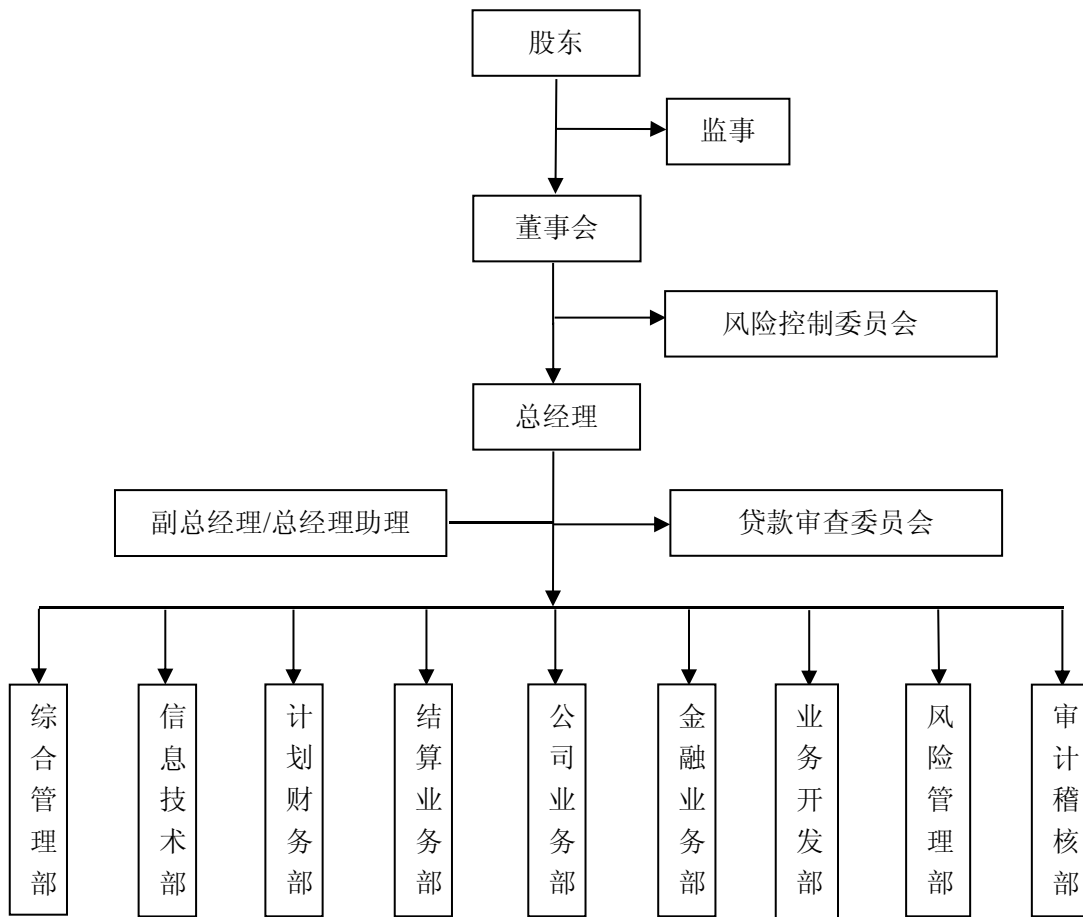 股东
监事
董事会
风险控制委员会
总经理
副总经理/总经理助理
贷款审查委员会
综合管理部
信息技术部
计划财务部
结算业务部
公司业务部
金融业务部
业务开发部
风险管理部
审计稽核部